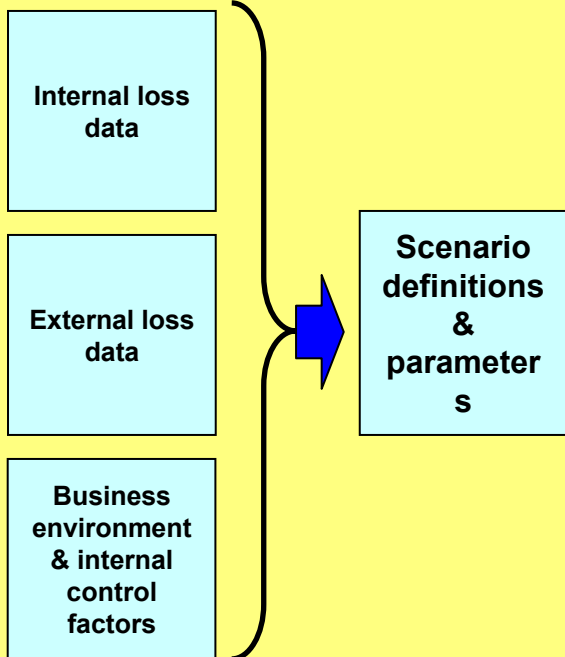 Internal loss
data
External loss
data
Business
environment
& internal
control
factors
Scenario
definitions
&
parameter
s